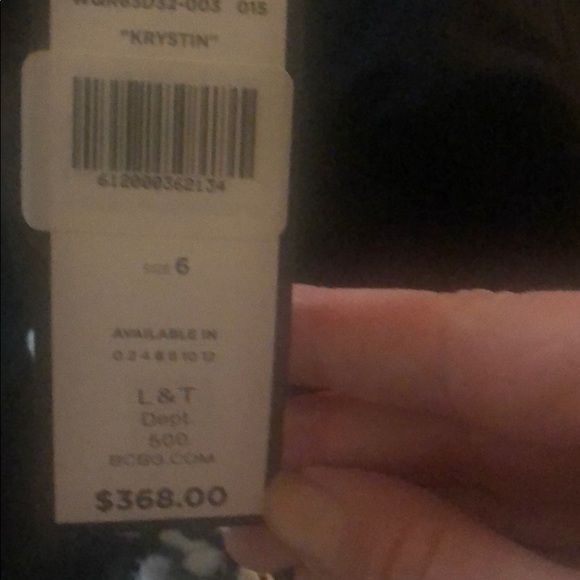 015
"KRYSTIN"
612000362134
SIZE 6
AVAILABLE IN
0 2 4 6 8 10 12
L & T
Dept.
500
BCBG.COM
$368.00